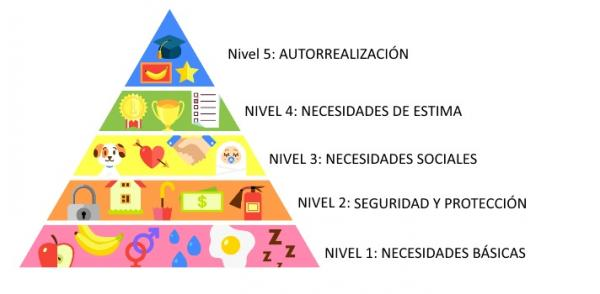 Nivel 5: AUTORREALIZACIÓN
NIVEL 4: NECESIDADES DE ESTIMA
NIVEL 3: NECESIDADES SOCIALES
NIVEL 2: SEGURIDAD Y PROTECCIÓN
$
NIVEL 1: NECESIDADES BÁSICAS
Z
Z
Z
Z